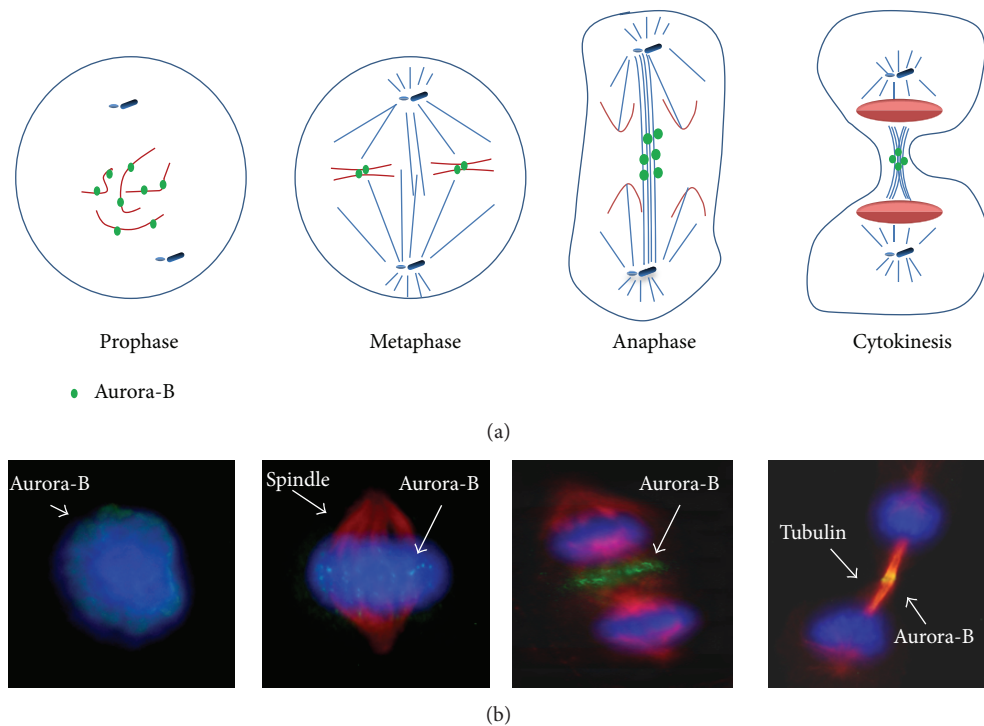 Prophase
Metaphase
Anaphase
Cytokinesis
Aurora-B
(a)
Aurora-B
Spindle
Aurora-B
Aurora-B
Tubulin
Aurora-B
(b)